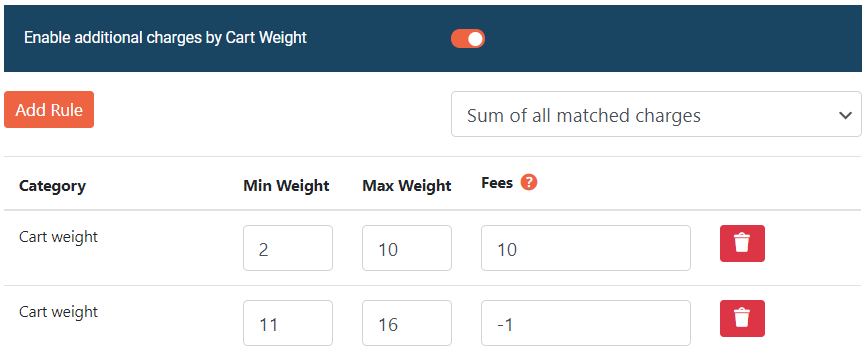 Enable additional charges by Cart Weight
Add Rule
Sum of all matched charges
Category Min Weight Max Weight Fees ?
Cart weight 2 10 10
Cart weight 11 16 -1